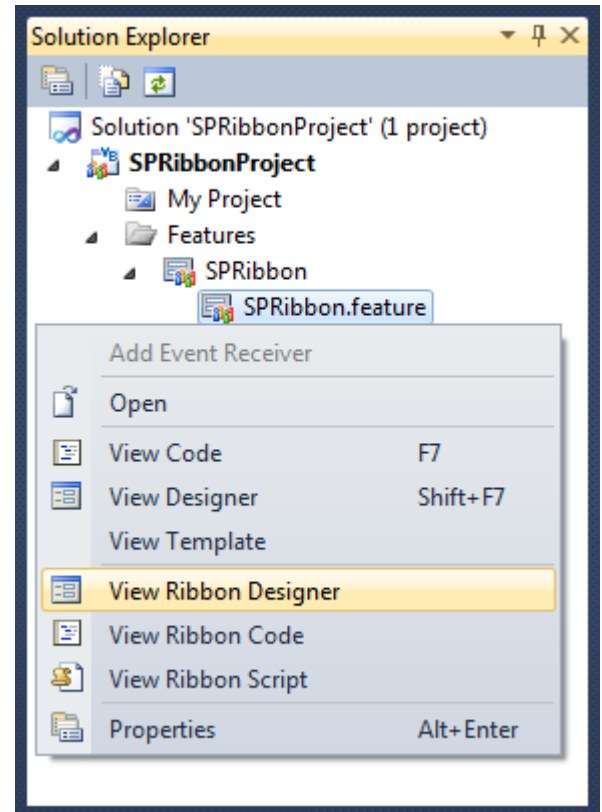 Solution Explorer
Solution 'SPRibbonProject' (1 project)
VB SPRibbonProject
My Project
Features
SPRibbon
SPRibbon.feature
Add Event Receiver
Open
View Code F7
View Designer Shift+F7
View Template
View Ribbon Designer
View Ribbon Code
View Ribbon Script
Properties Alt+Enter